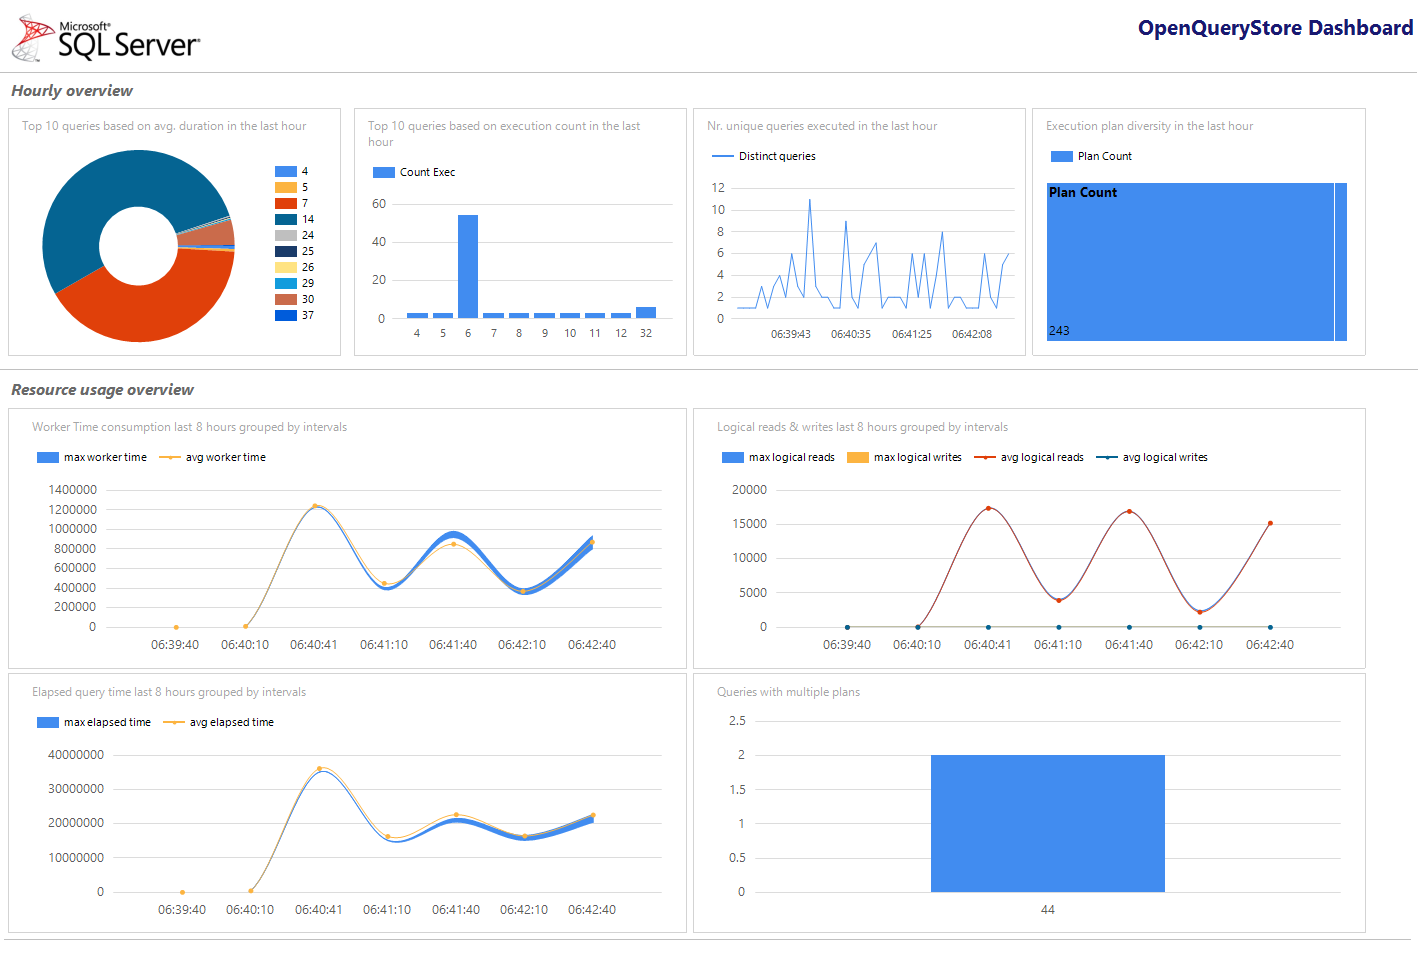 Microsoft®
SQL Server®
OpenQueryStore Dashboard
Hourly overview
Top 10 queries based on avg. duration in the last hour
4
5
7
14
24
25
26
29
30
37
Top 10 queries based on execution count in the last
hour
Count Exec
60
40
20
0
4 5 6 7 8 9 10 11 12 32
Nr. unique queries executed in the last hour
Distinct queries
12
10
8
6
4
2
0
06:39:43 06:40:35 06:41:25 06:42:08
Execution plan diversity in the last hour
Plan Count
Plan Count
243
Resource usage overview
Worker Time consumption last 8 hours grouped by intervals
max worker time avg worker time
1400000
1200000
1000000
800000
600000
400000
200000
0
06:39:40 06:40:10 06:40:41 06:41:10 06:41:40 06:42:10 06:42:40
Logical reads & writes last 8 hours grouped by intervals
max logical reads max logical writes avg logical reads avg logical writes
20000
15000
10000
5000
0
06:39:40 06:40:10 06:40:41 06:41:10 06:41:40 06:42:10 06:42:40
Elapsed query time last 8 hours grouped by intervals
max elapsed time avg elapsed time
40000000
30000000
20000000
10000000
0
06:39:40 06:40:10 06:40:41 06:41:10 06:41:40 06:42:10 06:42:40
Queries with multiple plans
2.5
2
1.5
1
0.5
0
44